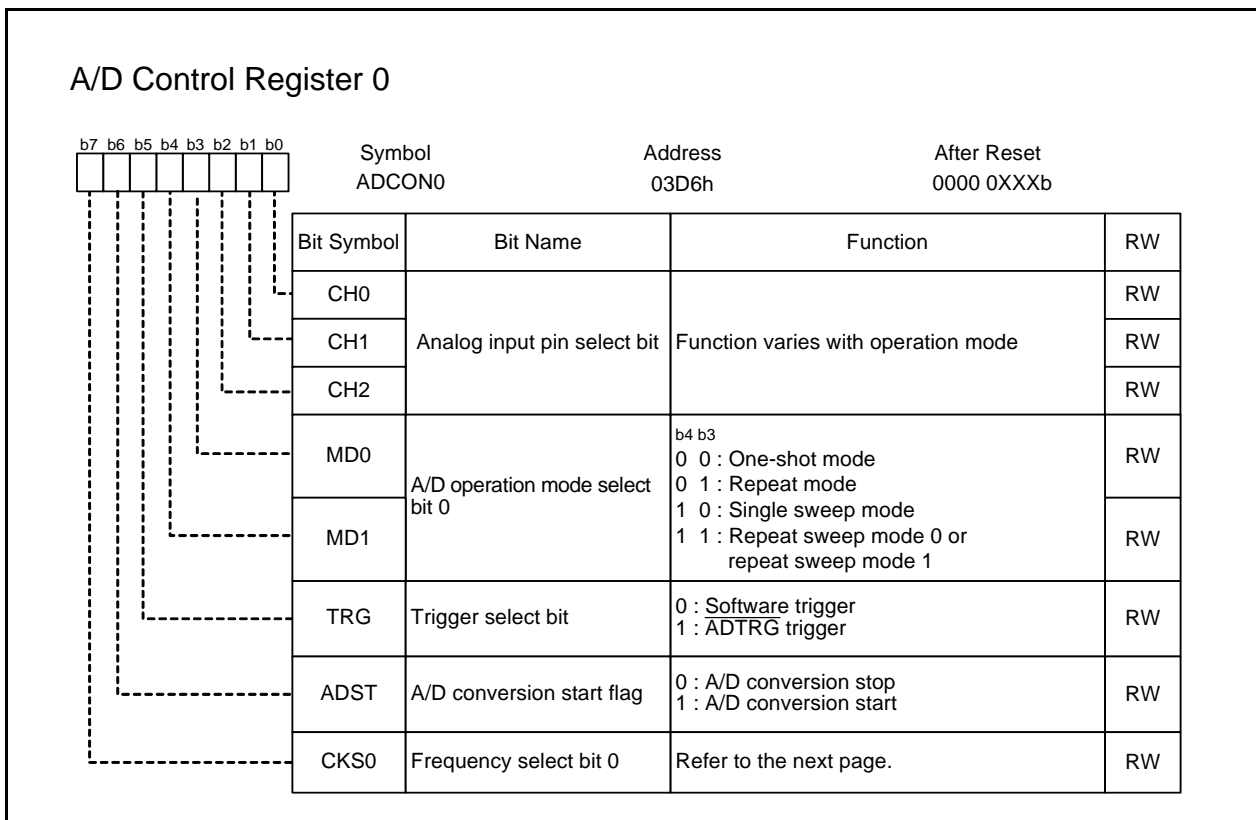 A/D Control Register 0
b7 b6 b5 b4 b3 b2 b1 b0
Symbol Address After Reset
ADCON0 03D6h 0000 0XXXb
Bit Symbol Bit Name Function RW
CH0 RW
CH1 Analog input pin select bit Function varies with operation mode RW
CH2 RW
MD0 RW
MD1 RW
A/D operation mode select
bit 0
b4 b3
0 0 : One-shot mode
0 1 : Repeat mode
1 0 : Single sweep mode
1 1 : Repeat sweep mode 0 or
repeat sweep mode 1
TRG Trigger select bit RW
0 : Software trigger
1 : ADTRG trigger
ADST A/D conversion start flag RW
0 : A/D conversion stop
1 : A/D conversion start
CKS0 Frequency select bit 0 Refer to the next page. RW